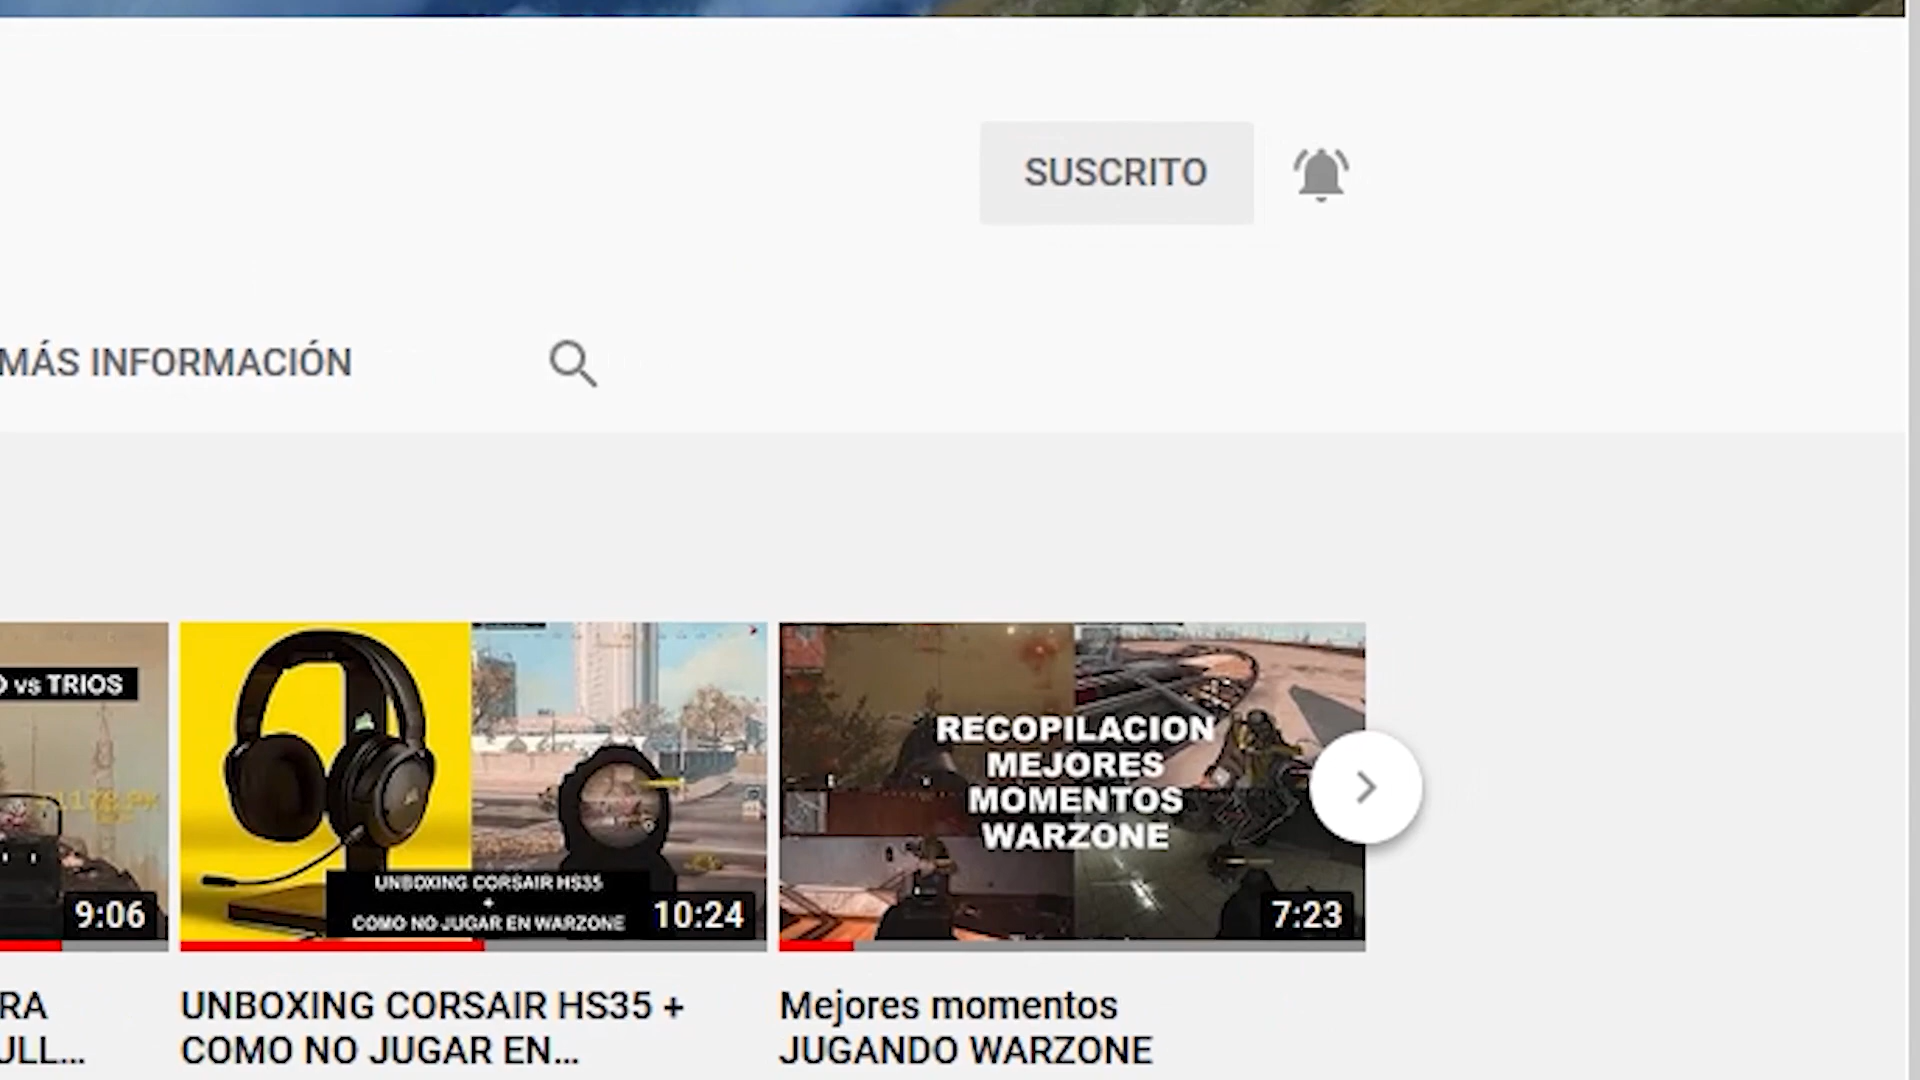 SUSCRITO
MÁS INFORMACIÓN
vs TRIOS
9:06
UNBOXING CORSAIR HS35
+
COMO NO JUGAR EN WARZONE
10:24
RECOPILACION
MEJORES
MOMENTOS
WARZONE
7:23
RA
ULL...
UNBOXING CORSAIR HS35 +
COMO NO JUGAR EN...
Mejores momentos
JUGANDO WARZONE